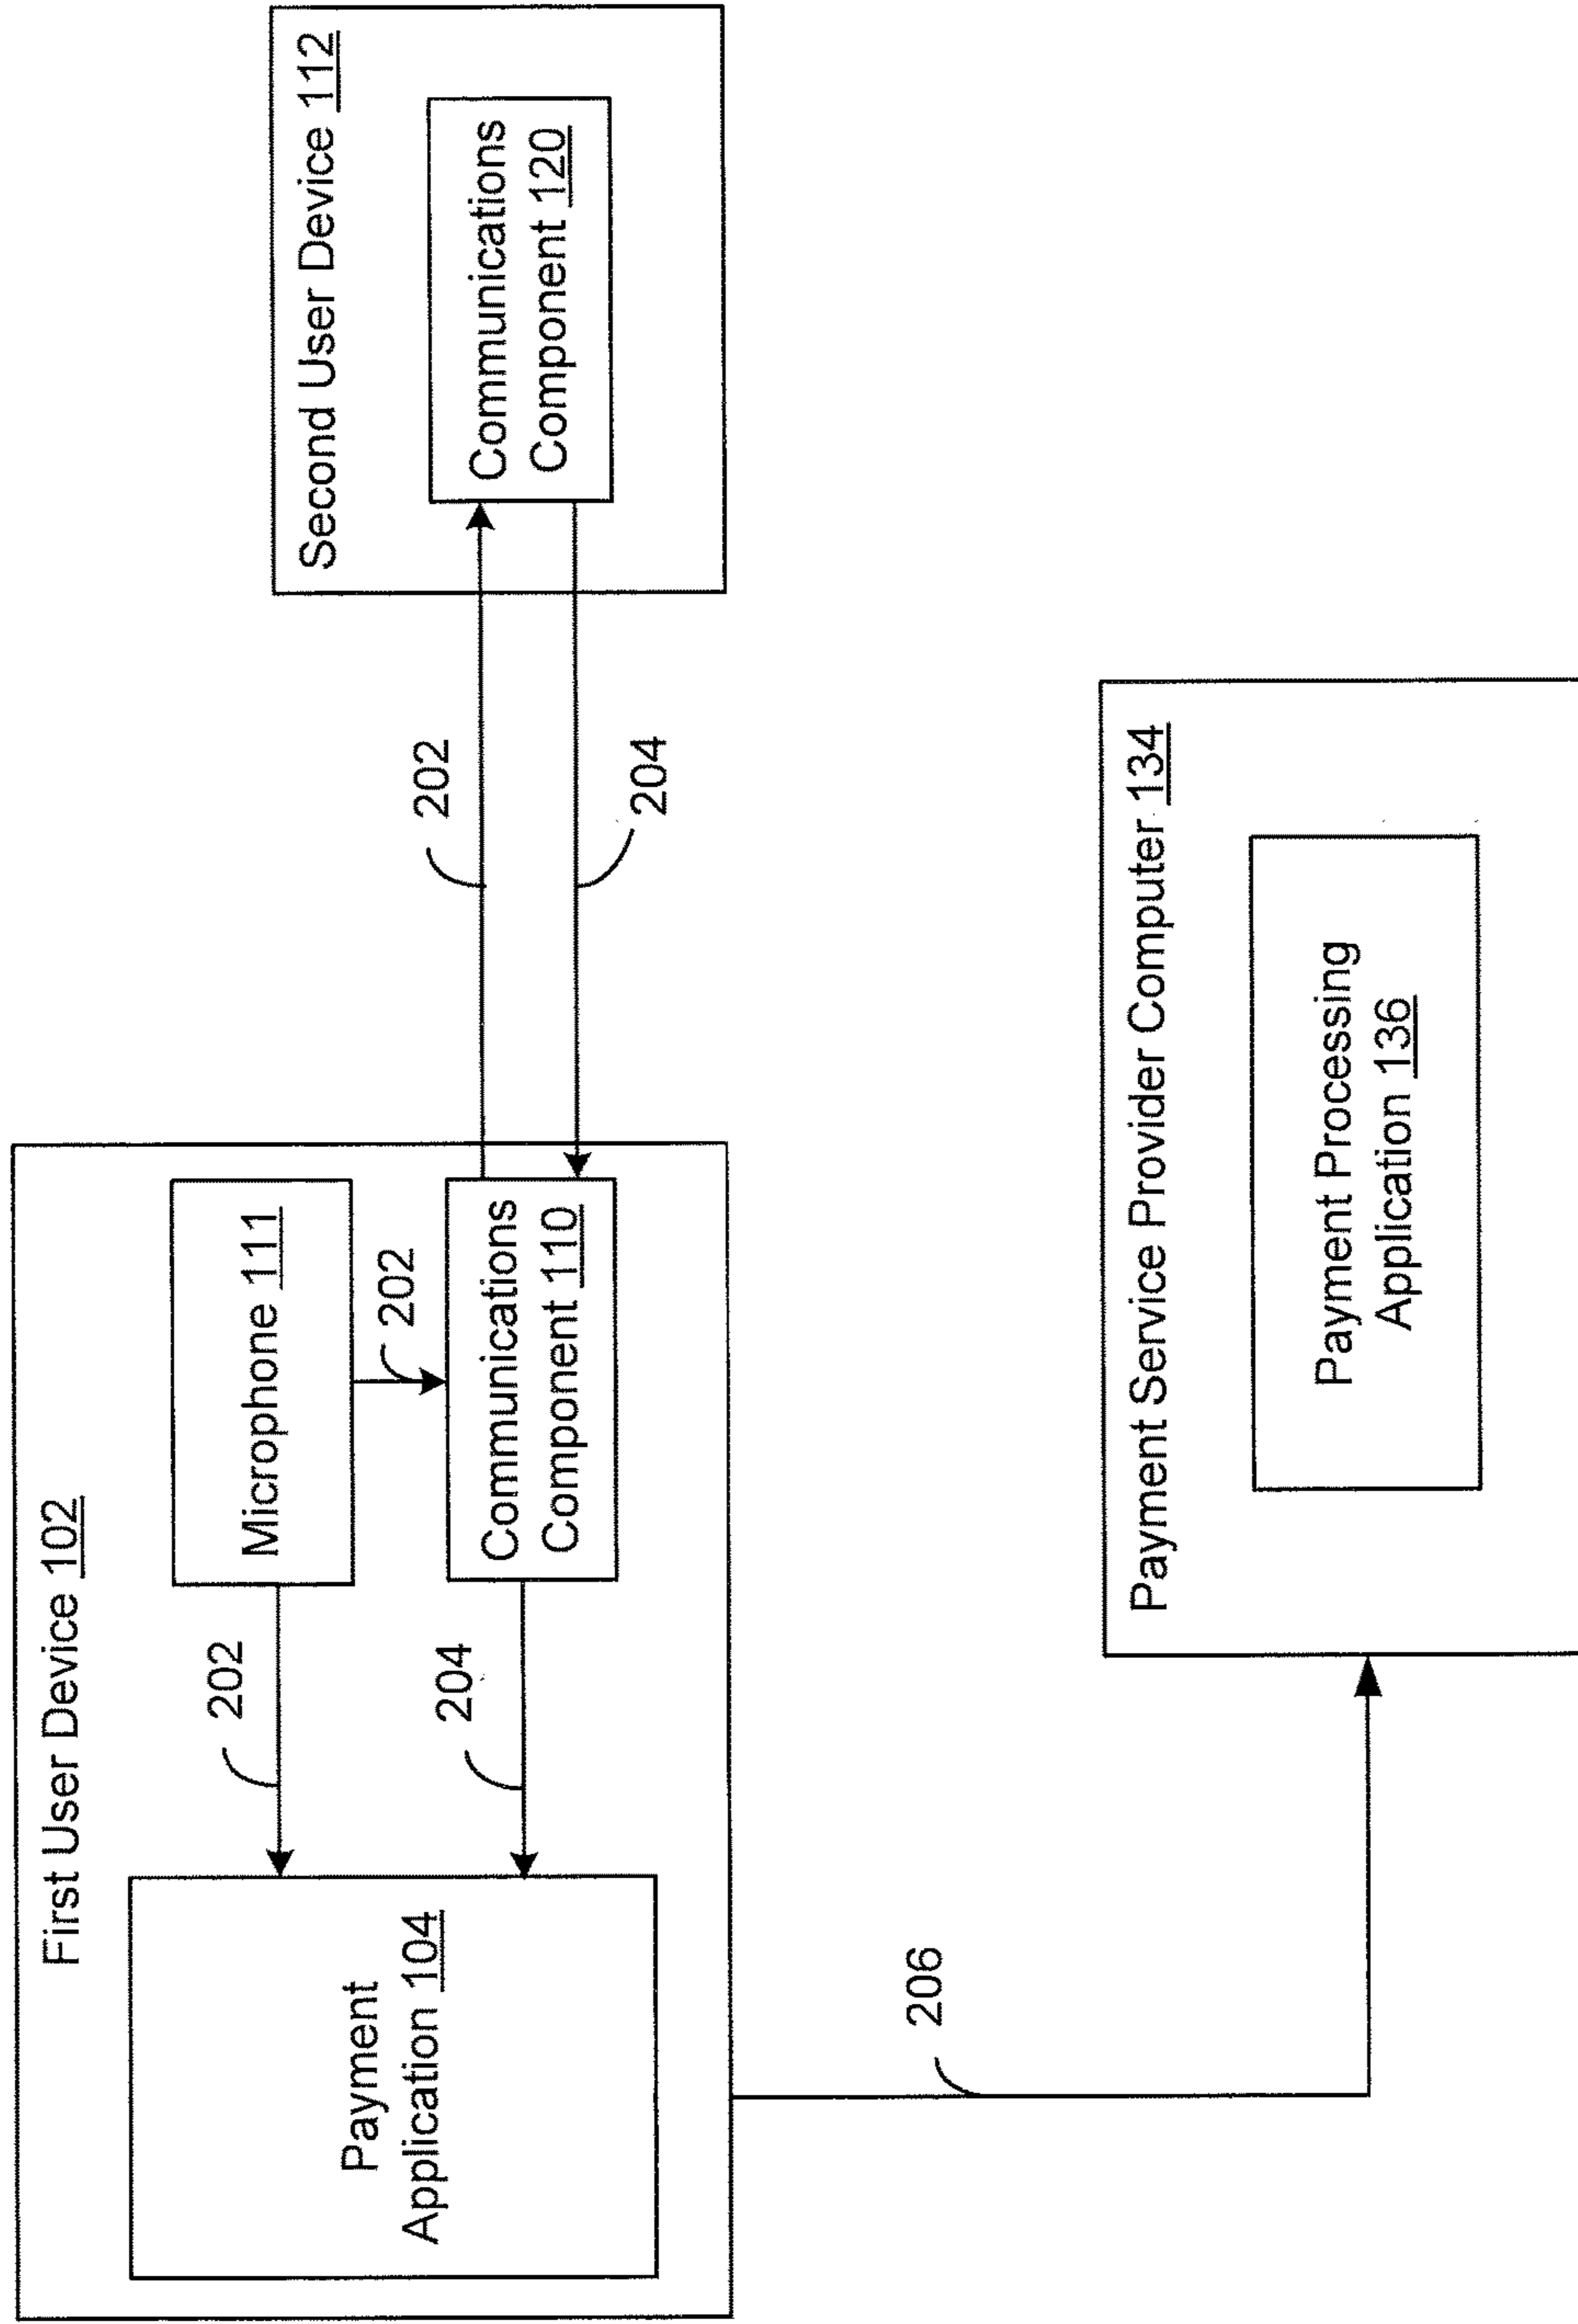 First User Device 102
Payment
Application 104
202
204
Microphone 111
202
Communications
Component 110
202
204
Second User Device 112
Communications
Component 120
206
Payment Service Provider Computer 134
Payment Processing
Application 136